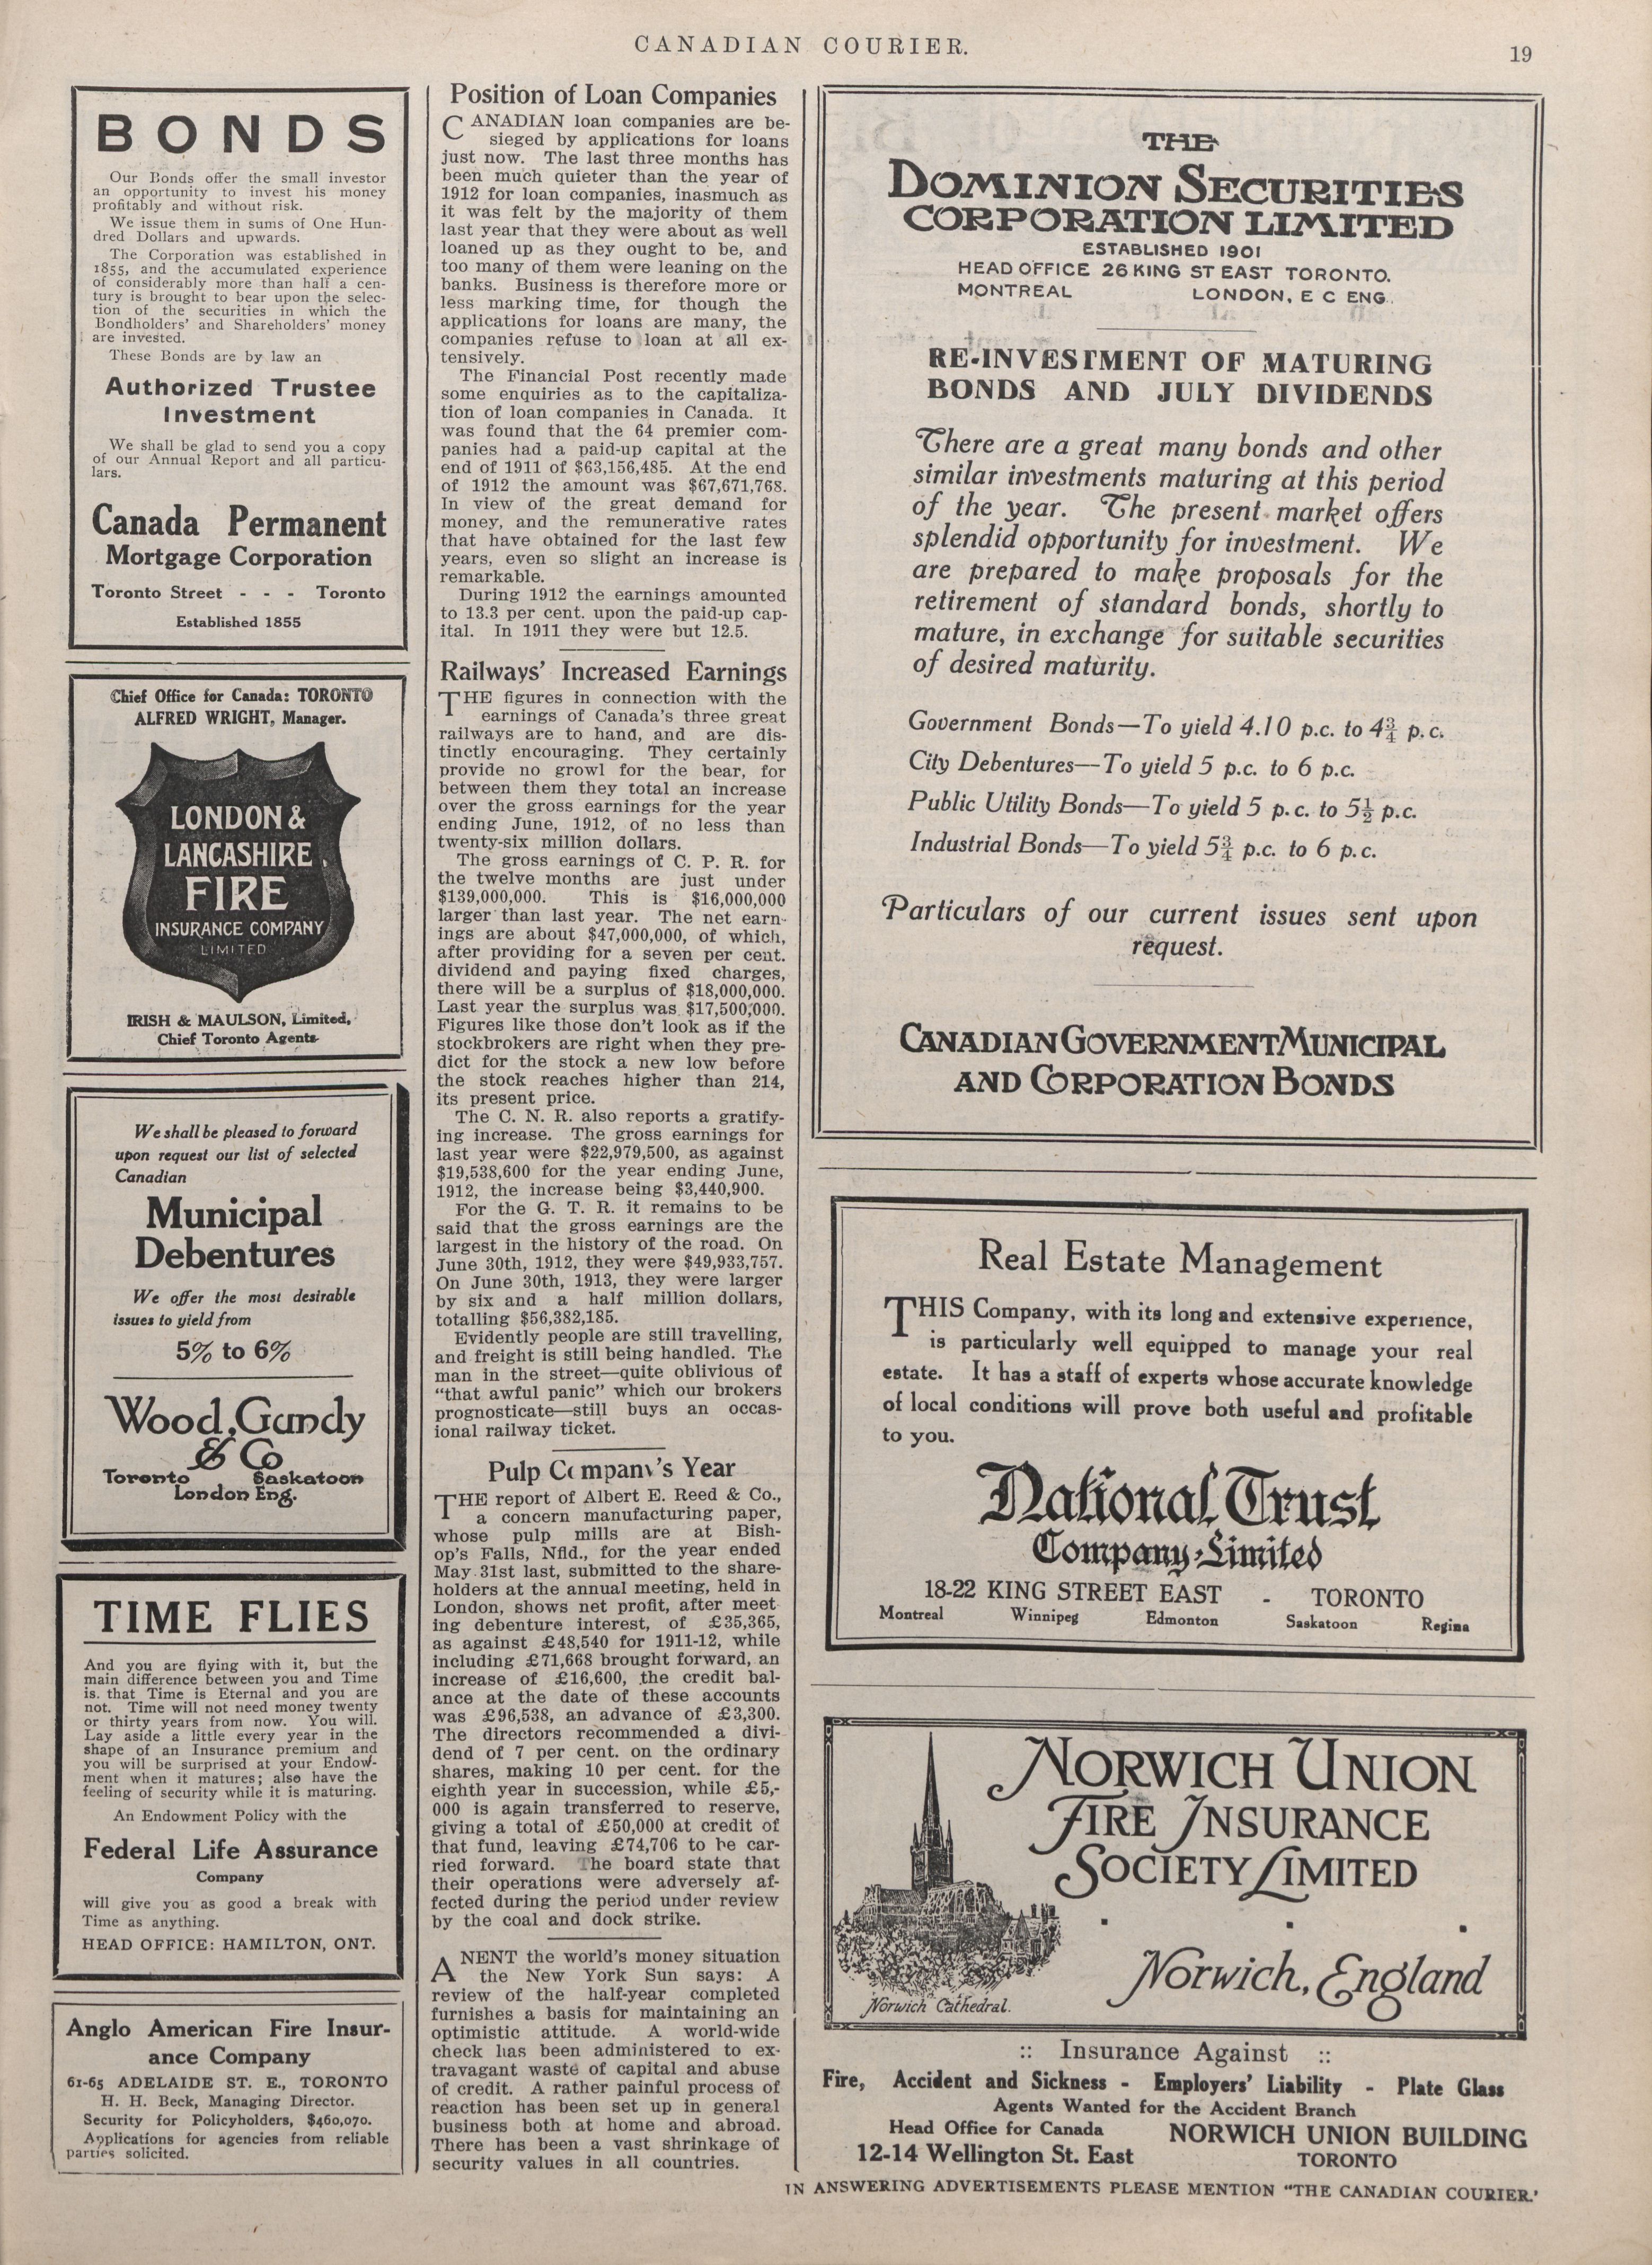 CANADIAN COURIER.
19
BONDS
Our Bonds offer the small investor
an opportunity to invest his money
profitably and without risk.
We issue them in sums of One Hun-
dred Dollars and upwards.
The Corporation was established in
1855, and the accumulated experience
of considerably more than half a cen-
tury is brought to bear upon the selec-
tion of the securities in which the
Bondholders' and Shareholders' money
are invested.
These Bonds are by law an
Authorized Trustee
Investment
We shall be glad to send you a copy
of our Annual Report and all particu-
lars.
Canada Permanent
Mortgage Corporation
Toronto Street - - - Toronto
Established 1855
Chief Office for Canada: TORONTO
ALFRED WRIGHT, Manager.
LONDON &
LANCASHIRE
FIRE
INSURANCE COMPANY
LIMITED
IRISH & MAULSON, Limited,
Chief Toronto Agents
We shall be pleased to forward
upon request our list of selected
Canadian
Municipal
Debentures
We offer the most desirable
issues to yield from
5% to 6%
Wood, Gundy
& Co
Toronto Saskatoon
London Eng.
TIME FLIES
And you are flying with it, but the
main difference between you and Time
is. that Time is Eternal and you are
not. Time will not need money twenty
or thirty years from now. You will.
Lay aside a little every year in the
shape of an Insurance premium and
you will be surprised at your Endow-
ment when it matures; also have the
feeling of security while it is maturing.
An Endowment Policy with the
Federal Life Assurance
Company
will give you as good a break with
Time as anything.
HEAD OFFICE: HAMILTON, ONT.
Anglo American Fire Insur-
ance Company
61-65 ADELAIDE ST. E., TORONTO
H. H. Beck, Managing Director.
Security for Policyholders, $460,070.
Applications for agencies from reliable
parties solicited.
Position of Loan Companies
CANADIAN loan companies are be-
sieged by applications for loans
just now. The last three months has
been much quieter than the year of
1912 for loan companies, inasmuch as
it was felt by the majority of them
last year that they were about as well
loaned up as they ought to be, and
too many of them were leaning on the
banks. Business is therefore more or
less marking time, for though the
applications for loans are many, the
companies refuse to loan at all ex-
tensively.
The Financial Post recently made
some enquiries as to the capitaliza-
tion of loan companies in Canada. It
was found that the 64 premier com-
panies had a paid-up capital at the
end of 1911 of $63,156,485. At the end
of 1912 the amount was $67,671,768.
In view of the great demand for
money, and the remunerative rates
that have obtained for the last few
years, even so slight an increase is
remarkable.
During 1912 the earnings amounted
to 13.3 per cent. upon the paid-up cap-
ital. In 1911 they were but 12.5.
Railways' Increased Earnings
THE figures in connection with the
earnings of Canada's three great
railways are to hand, and are dis-
tinctly encouraging. They certainly
provide no growl for the bear, for
between them they total an increase
over the gross earnings for the year
ending June, 1912, of no less than
twenty-six million dollars.
The gross earnings of C. P. R. for
the twelve months are just under
$139,000,000. This is $16,000,000
larger than last year. The net earn-
ings are about $47,000,000, of which,
after providing for a seven per cent.
dividend and paying fixed charges,
there will be a surplus of $18,000,000.
Last year the surplus was $17,500,000.
Figures like those don't look as if the
stockbrokers are right when they pre-
dict for the stock a new low before
the stock reaches higher than 214,
its present price.
The C. N. R. also reports a gratify-
ing increase. The gross earnings for
last year were $22,979,500, as against
$19,538,600 for the year ending June,
1912, the increase being $3,440,900.
For the G. T. R. it remains to be
said that the gross earnings are the
largest in the history of the road. On
June 30th, 1912, they were $49,933,757.
On June 30th, 1913, they were larger
by six and a half million dollars,
totalling $56,382,185.
Evidently people are still travelling,
and freight is still being handled. The
man in the street—quite oblivious of
"that awful panic" which our brokers
prognosticate—still buys an occas-
ional railway ticket.
Pulp Company's Year
THE report of Albert E. Reed & Co.,
a concern manufacturing paper,
whose pulp mills are at Bish-
op's Falls, Nfld., for the year ended
May 31st last, submitted to the share-
holders at the annual meeting, held in
London, shows net profit, after meet
ing debenture interest, of £35,365,
as against £48,540 for 1911-12, while
including £71,668 brought forward, an
increase of £16,600, the credit bal-
ance at the date of these accounts
was £96,538, an advance of £3,300.
The directors recommended a divi-
dend of 7 per cent. on the ordinary
shares, making 10 per cent. for the
eighth year in succession, while £5,-
000 is again transferred to reserve,
giving a total of £50,000 at credit of
that fund, leaving £74,706 to be car-
ried forward. The board state that
their operations were adversely af-
fected during the period under review
by the coal and dock strike.
ANENT the world's money situation
the New York Sun says: A
review of the half-year completed
furnishes a basis for maintaining an
optimistic attitude. A world-wide
check has been administered to ex-
travagant waste of capital and abuse
of credit. A rather painful process of
reaction has been set up in general
business both at home and abroad.
There has been a vast shrinkage of
security values in all countries.
THE
DOMINION SECURITIES
CORPORATION LIMITED
ESTABLISHED 1901
HEAD OFFICE 26 KING ST EAST TORONTO.
MONTREAL LONDON, E C ENG.
RE-INVESTMENT OF MATURING
BONDS AND JULY DIVIDENDS
There are a great many bonds and other
similar investments maturing at this period
of the year. The present market offers
splendid opportunity for investment. We
are prepared to make proposals for the
retirement of standard bonds, shortly to
mature, in exchange for suitable securities
of desired maturity.
Government Bonds—To yield 4.10 p.c. to 4¾ p.c.
City Debentures—To yield 5 p.c. to 6 p.c.
Public Utility Bonds—To yield 5 p.c. to 5½ p.c.
Industrial Bonds—To yield 5¾ p.c. to 6 p.c.
Particulars of our current issues sent upon
request.
CANADIAN GOVERNMENT MUNICIPAL
AND CORPORATION BONDS
Real Estate Management
THIS Company, with its long and extensive experience,
is particularly well equipped to manage your real
estate. It has a staff of experts whose accurate knowledge
of local conditions will prove both useful and profitable
to you.
National Trust
Company Limited
18-22 KING STREET EAST - TORONTO
Montreal Winnipeg Edmonton Saskatoon Regina
NORWICH UNION
FIRE INSURANCE
SOCIETY LIMITED
Norwich, England
Norwich Cathedral.
:: Insurance Against ::
Fire, Accident and Sickness - Employers' Liability - Plate Glass
Agents Wanted for the Accident Branch
Head Office for Canada NORWICH UNION BUILDING
12-14 Wellington St. East TORONTO
IN ANSWERING ADVERTISEMENTS PLEASE MENTION "THE CANADIAN COURIER.'